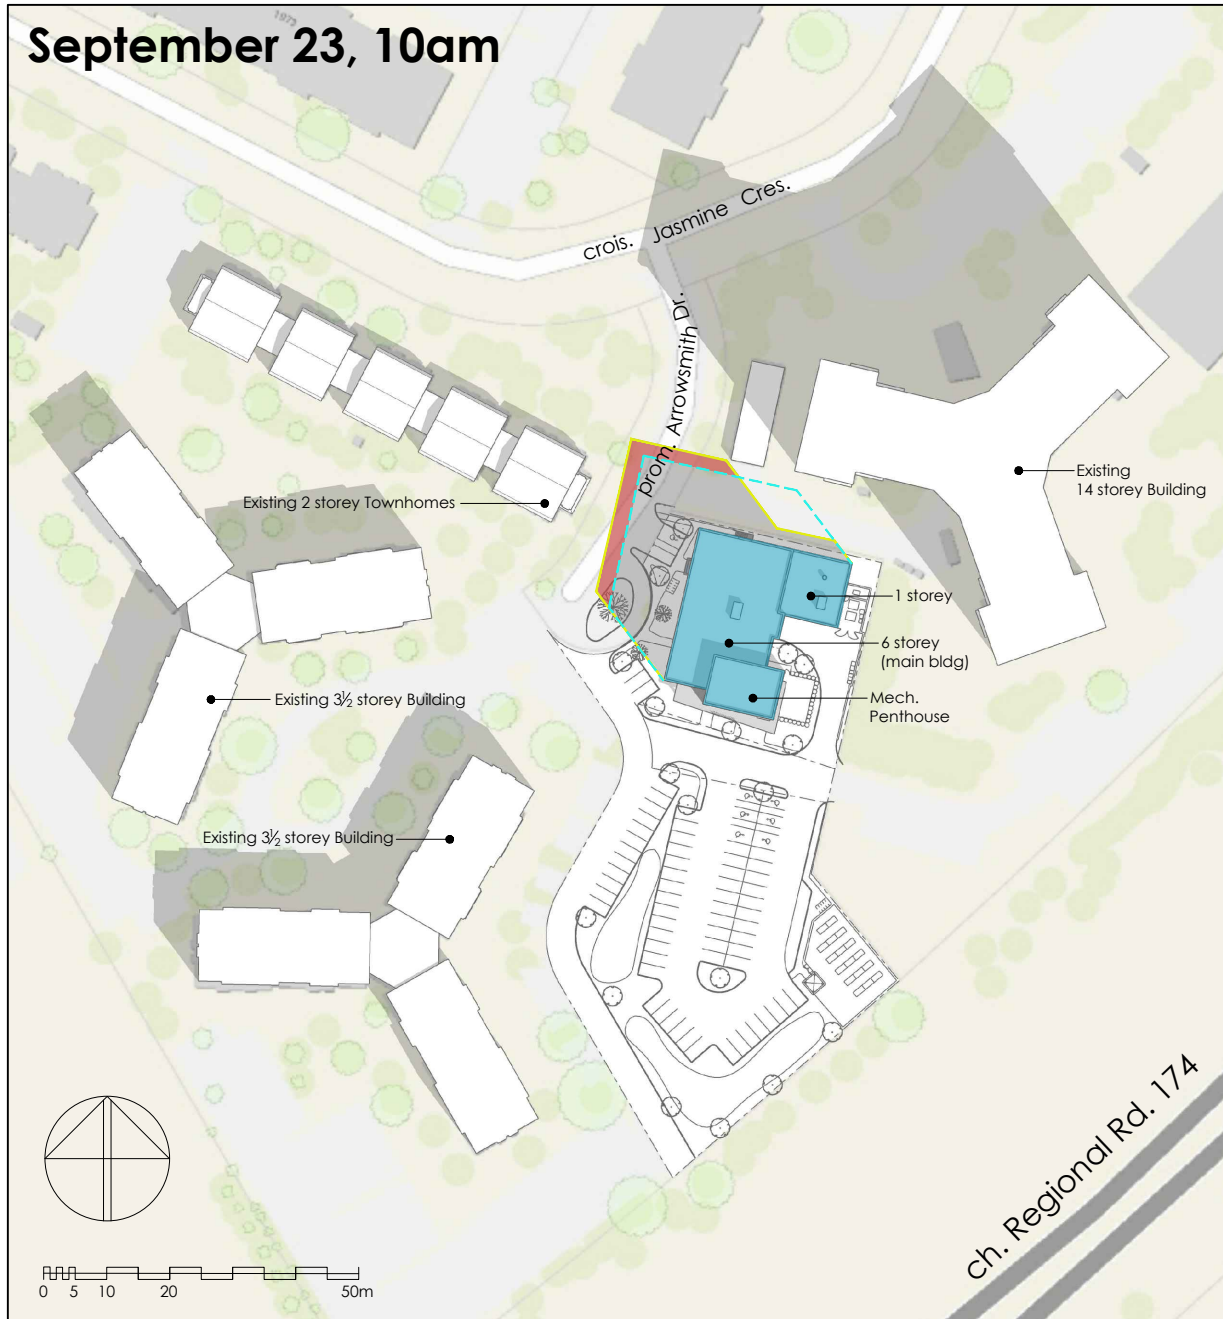 1973
September 23, 10am
crois. Jasmine Cres.
prom. Arrowsmith Dr.
Existing
14 storey Building
Existing 2 storey Townhomes
1 storey
6 storey
(main bldg)
Existing 3½ storey Building
Mech.
Penthouse
Existing 3½ storey Building
ch. Regional Rd. 174
0 5 10 20 50m